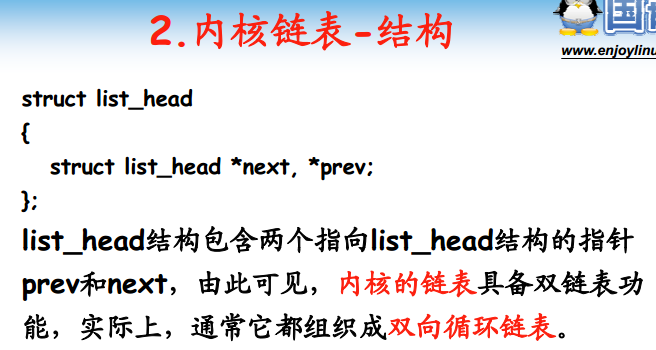 2.内核链表-结构
www.enjoylinu
struct list_head
{
struct list_head *next, *prev;
};
list_head结构包含两个指向list_head结构的指针
prev和next，由此可见，内核的链表具备双链表功
能，实际上，通常它都组织成双向循环链表。